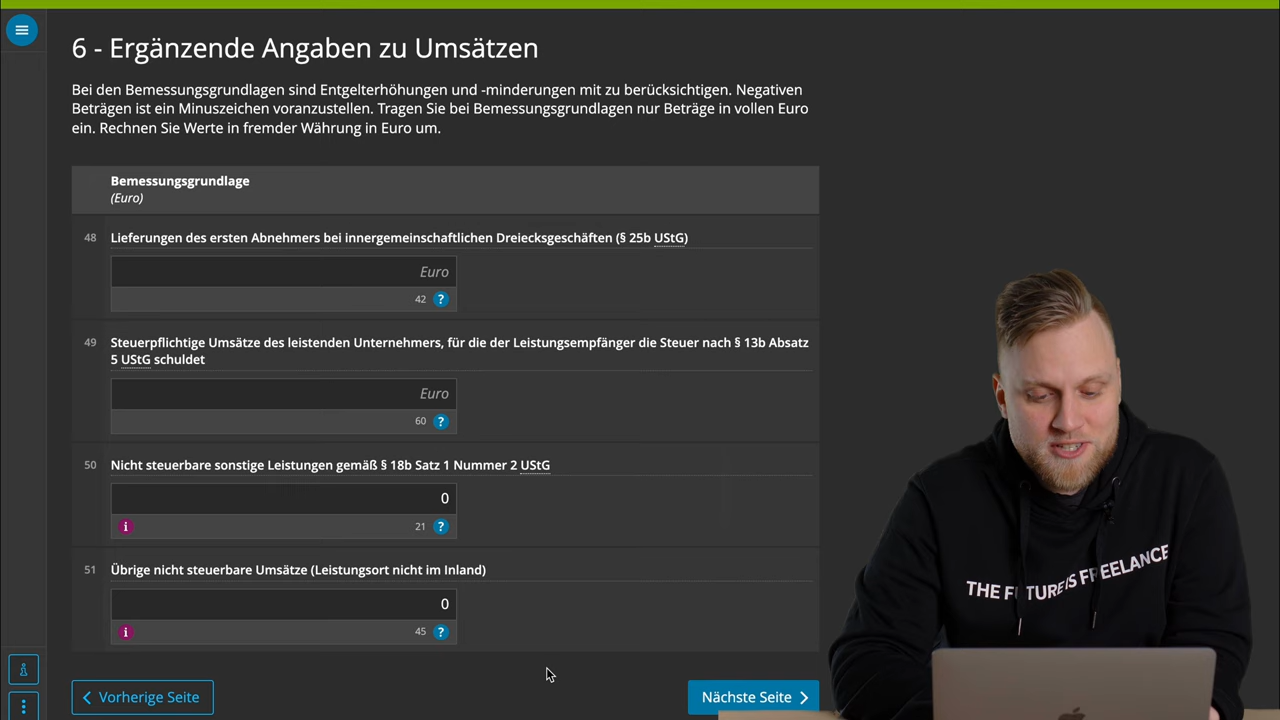 6 - Ergänzende Angaben zu Umsätzen
Bei den Bemessungsgrundlagen sind Entgelterhöhungen und -minderungen mit zu berücksichtigen. Negativen
Beträgen ist ein Minuszeichen voranzustellen. Tragen Sie bei Bemessungsgrundlagen nur Beträge in vollen Euro
ein. Rechnen Sie Werte in fremder Währung in Euro um.
Bemessungsgrundlage
(Euro)
48 Lieferungen des ersten Abnehmers bei innergemeinschaftlichen Dreiecksgeschäften (§ 25b UStG)
Euro
42 ?
49 Steuerpflichtige Umsätze des leistenden Unternehmers, für die der Leistungsempfänger die Steuer nach § 13b Absatz
5 UStG schuldet
Euro
60 ?
50 Nicht steuerbare sonstige Leistungen gemäß § 18b Satz 1 Nummer 2 UStG
0
i 21 ?
51 Übrige nicht steuerbare Umsätze (Leistungsort nicht im Inland)
0
i 45 ?
i
Vorherige Seite
Nächste Seite
THE FUTURE IS FREELANCE